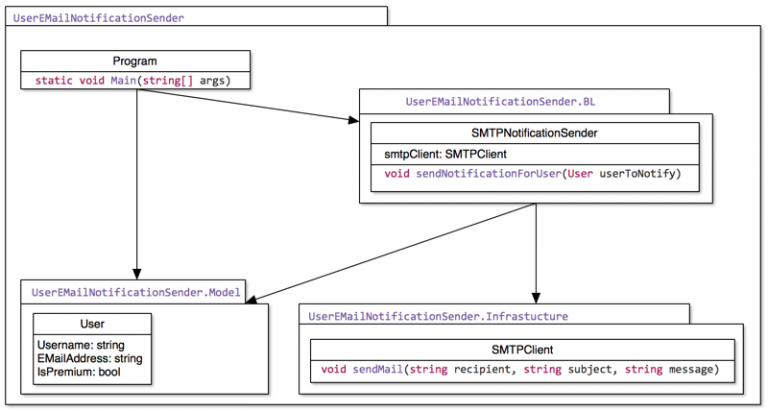 UserEMailNotificationSender
Program
static void Main(string[] args)
UserEMailNotificationSender.BL
SMTPNotificationSender
smtpClient: SMTPClient
void sendNotificationForUser(User userToNotify)
UserEMailNotificationSender.Model
User
Username: string
EMailAddress: string
IsPremium: bool
UserEMailNotificationSender.Infrastucture
SMTPClient
void sendMail(string recipient, string subject, string message)